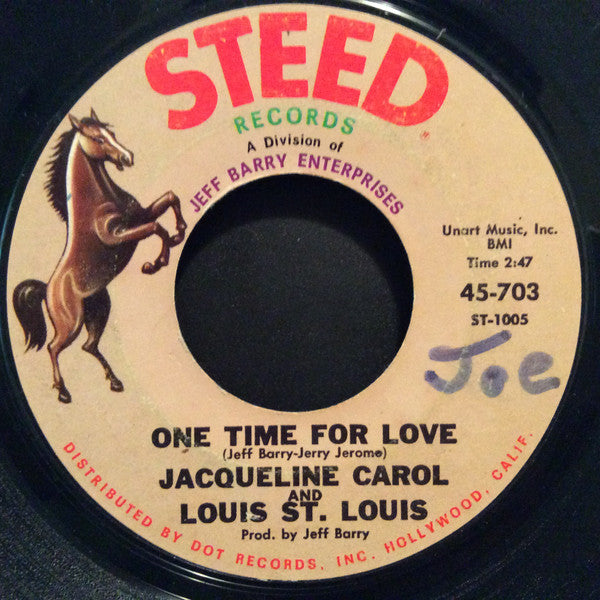 STEED
RECORDS
A Division of
JEFF BARRY ENTERPRISES
Unart Music, Inc.
BMI
Time 2:47
45-703
ST-1005
Joe
ONE TIME FOR LOVE
(Jeff Barry-Jerry Jerome)
JACQUELINE CAROL
AND
LOUIS ST. LOUIS
Prod. by Jeff Barry
DISTRIBUTED BY DOT RECORDS, INC. HOLLYWOOD, CALIF.